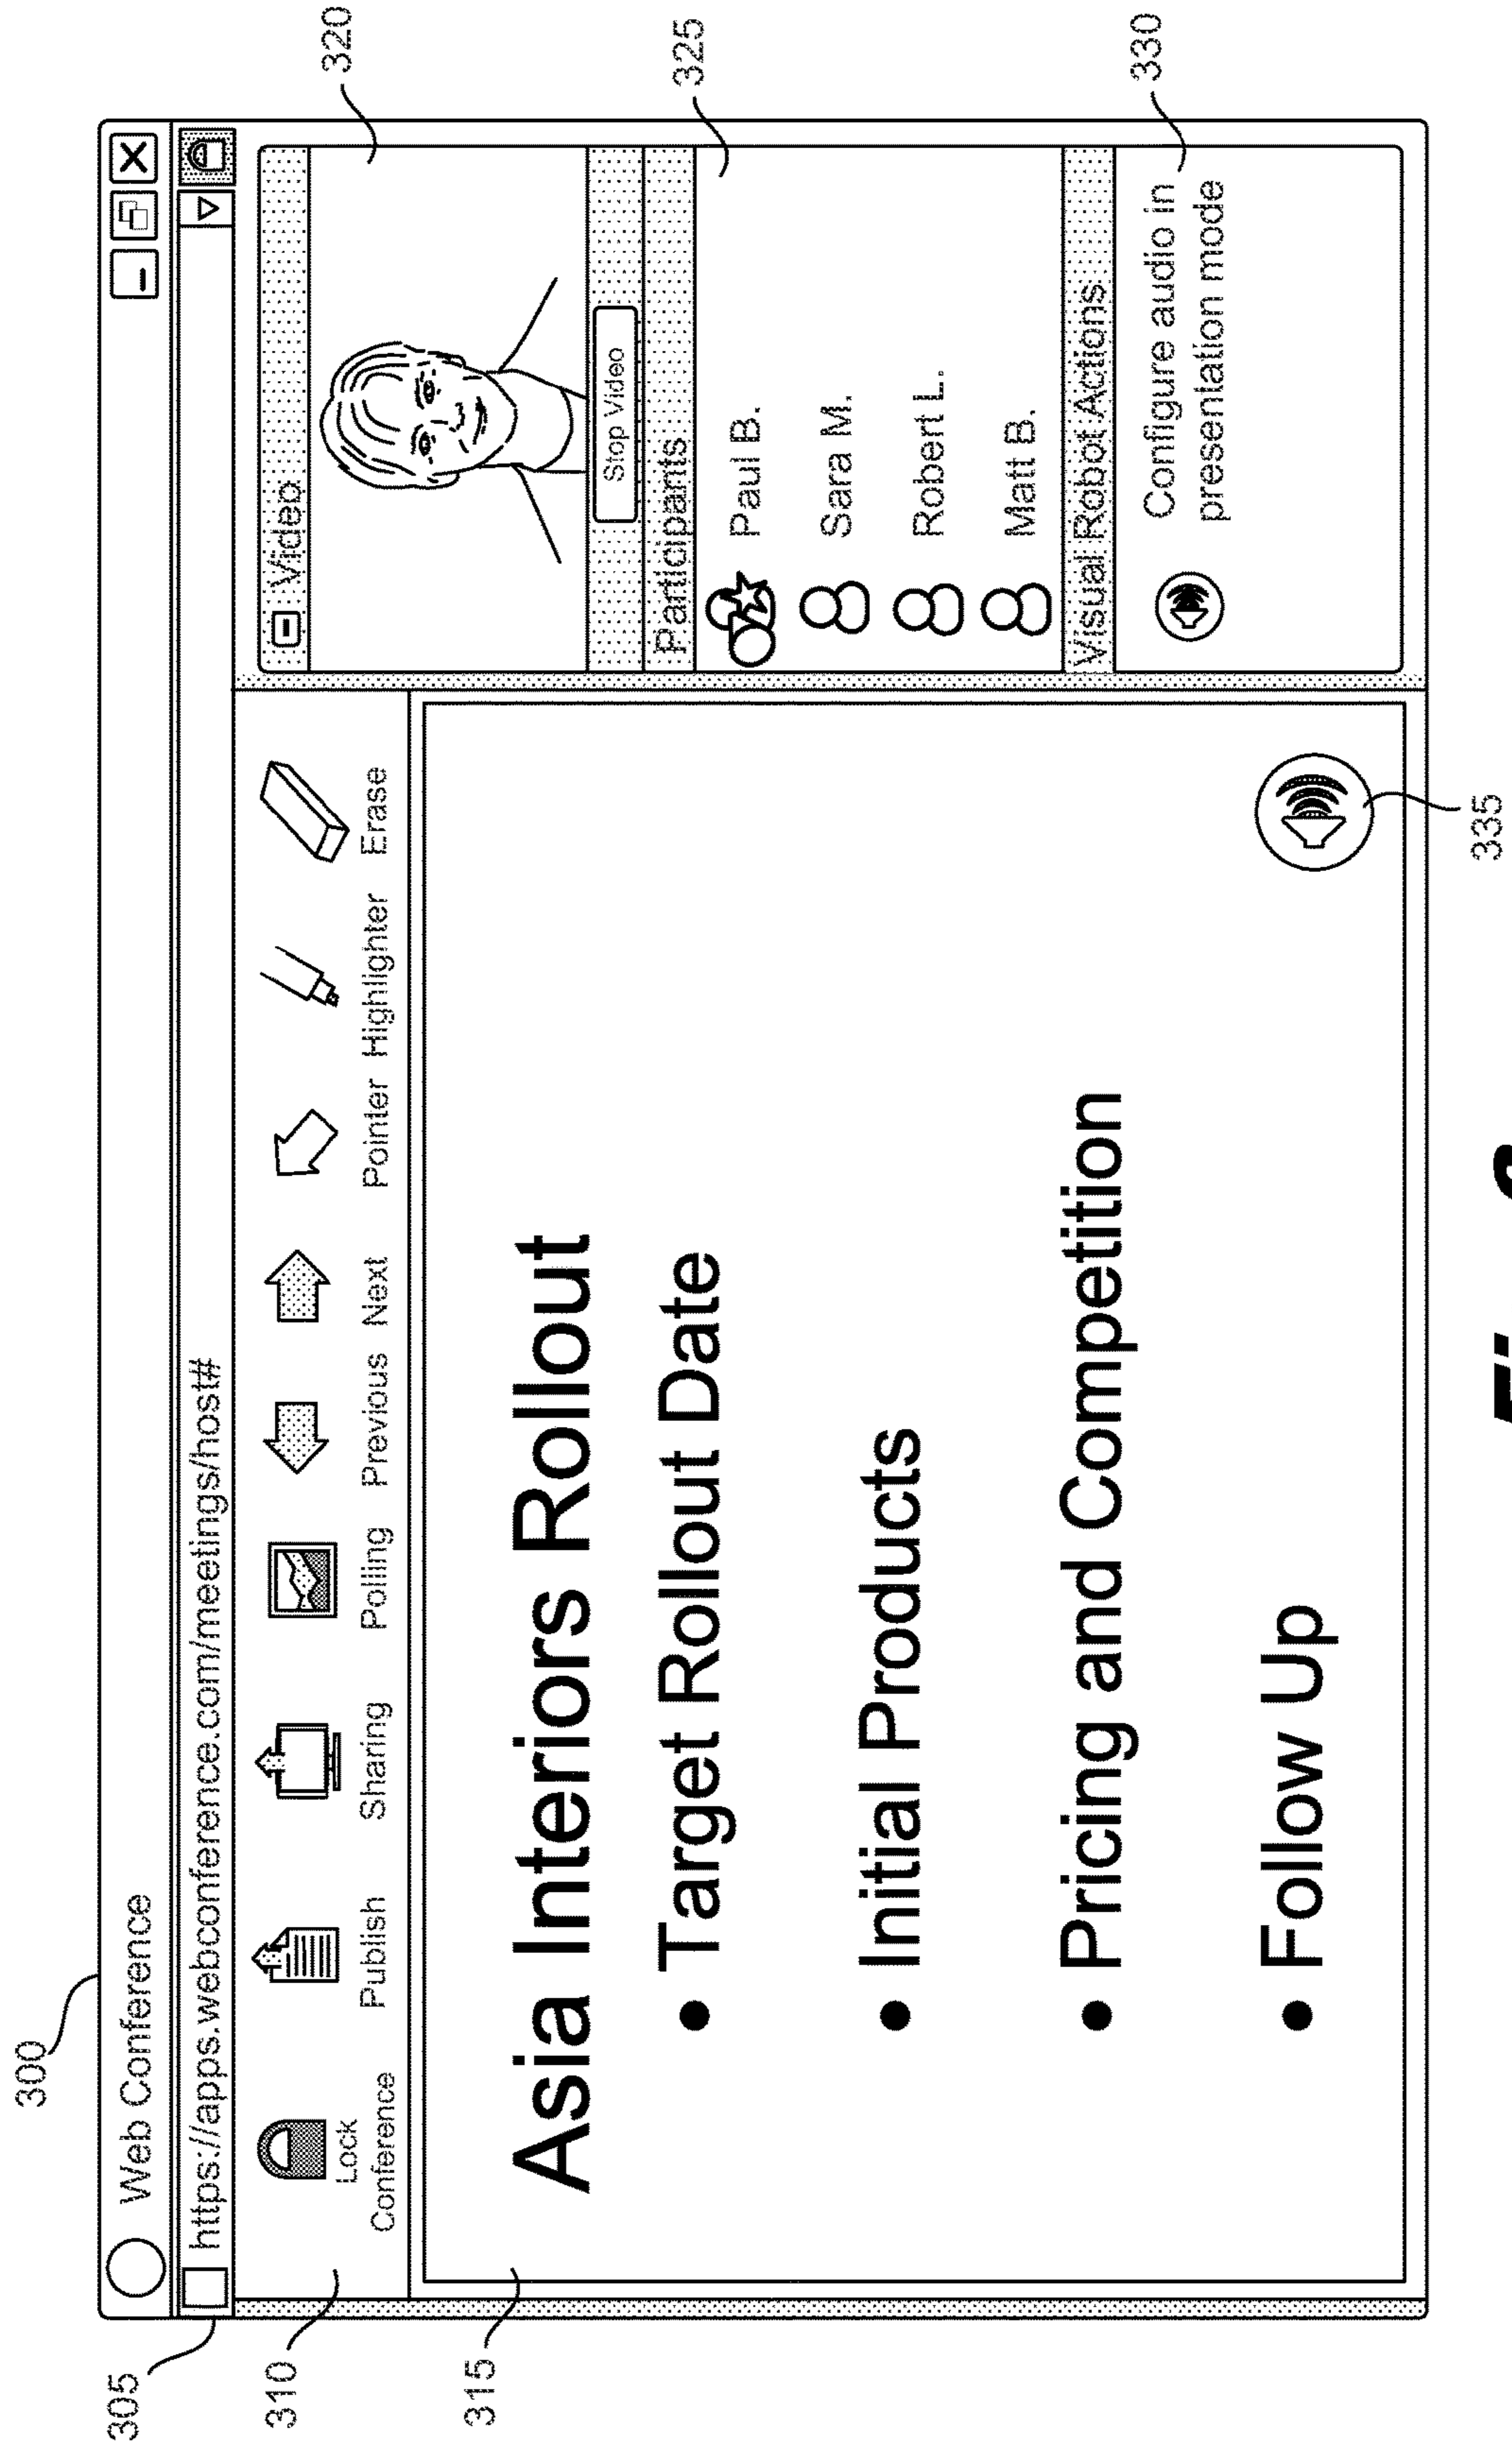 300
305
Web Conference
https://apps.webconference.com/meetings/host#
310
Lock
Conference
Publish
Sharing
Polling
Previous
Next
Pointer
Highlighter
Erase
315
Asia Interiors Rollout
• Target Rollout Date
• Initial Products
• Pricing and Competition
• Follow Up
335
Video
320
Stop Video
Participants
325
Paul B.
Sara M.
Robert L.
Matt B.
Visual Robot Actions
330
Configure audio in
presentation mode